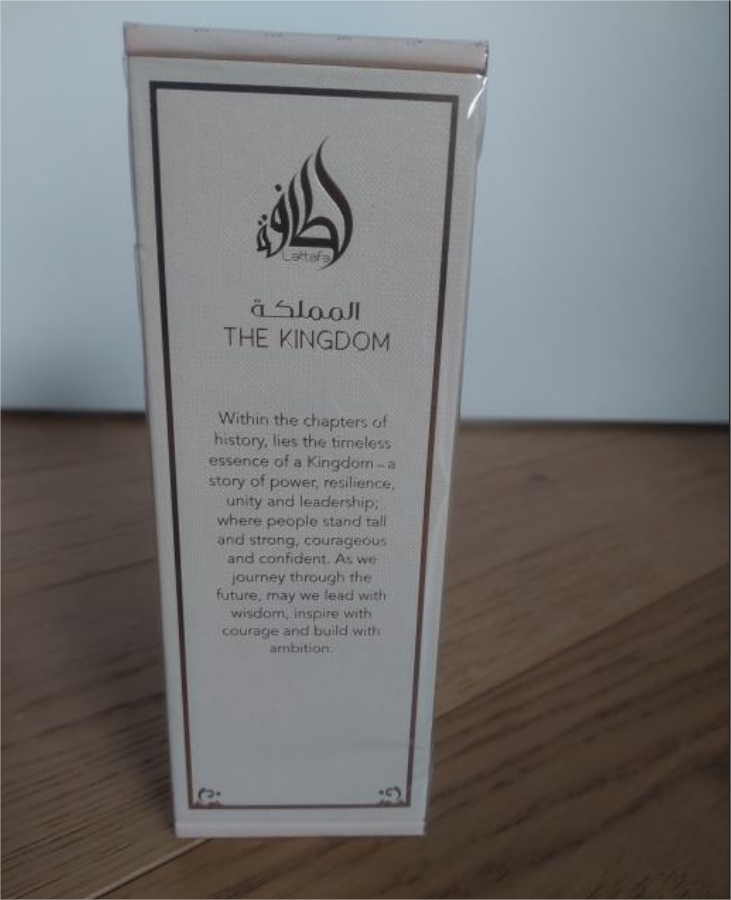 لطافة
Lattafa
المملكة
THE KINGDOM
Within the chapters of
history, lies the timeless
essence of a Kingdom – a
story of power, resilience,
unity and leadership;
where people stand tall
and strong, courageous
and confident. As we
journey through the
future, may we lead with
wisdom, inspire with
courage and build with
ambition.